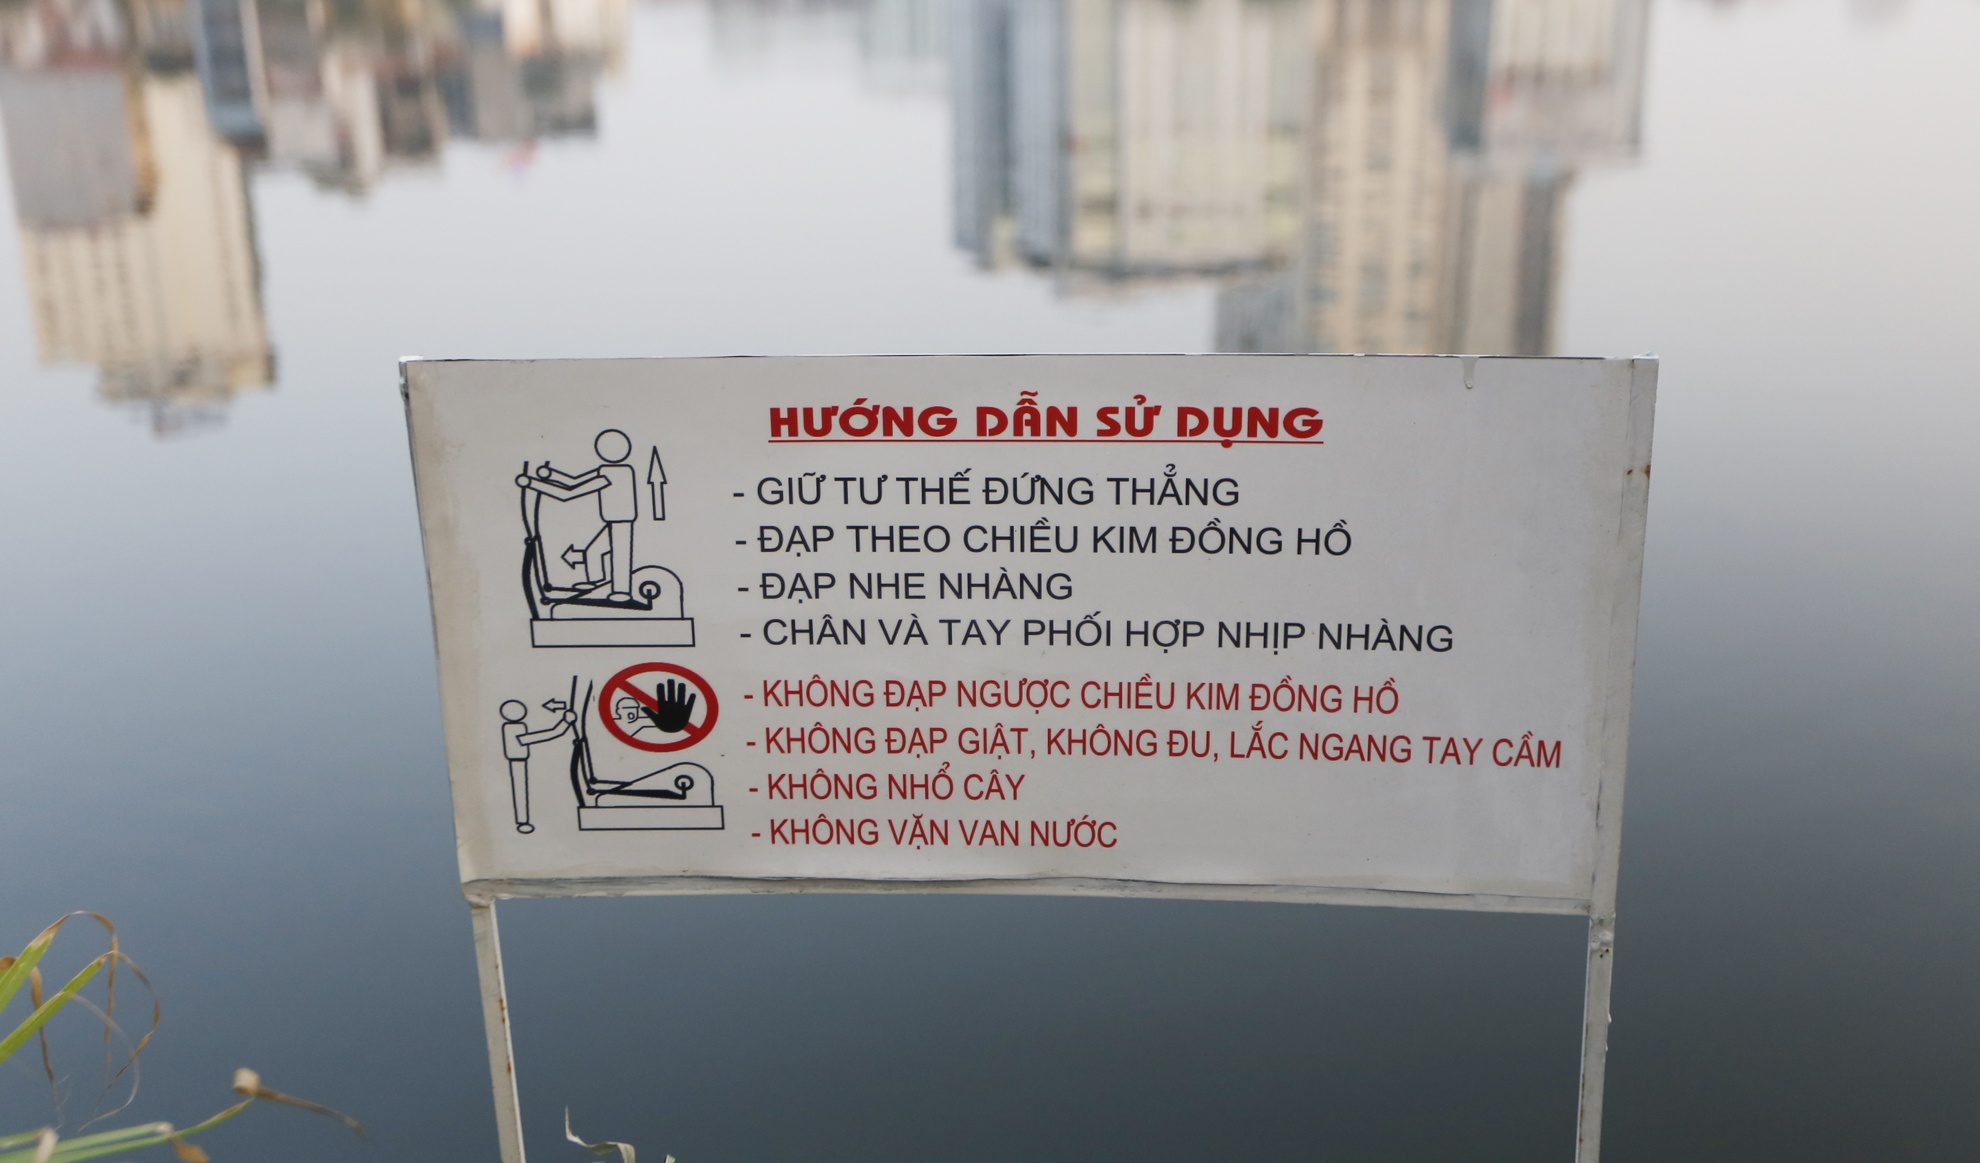 HƯỚNG DẪN SỬ DỤNG
- GIỮ TƯ THẾ ĐỨNG THẲNG
- ĐẠP THEO CHIỀU KIM ĐỒNG HỒ
- ĐẠP NHE NHÀNG
- CHÂN VÀ TAY PHỐI HỢP NHỊP NHÀNG
- KHÔNG ĐẠP NGƯỢC CHIỀU KIM ĐỒNG HỒ
- KHÔNG ĐẠP GIẬT, KHÔNG ĐU, LẮC NGANG TAY CẦM
- KHÔNG NHỔ CÂY
- KHÔNG VẶN VAN NƯỚC